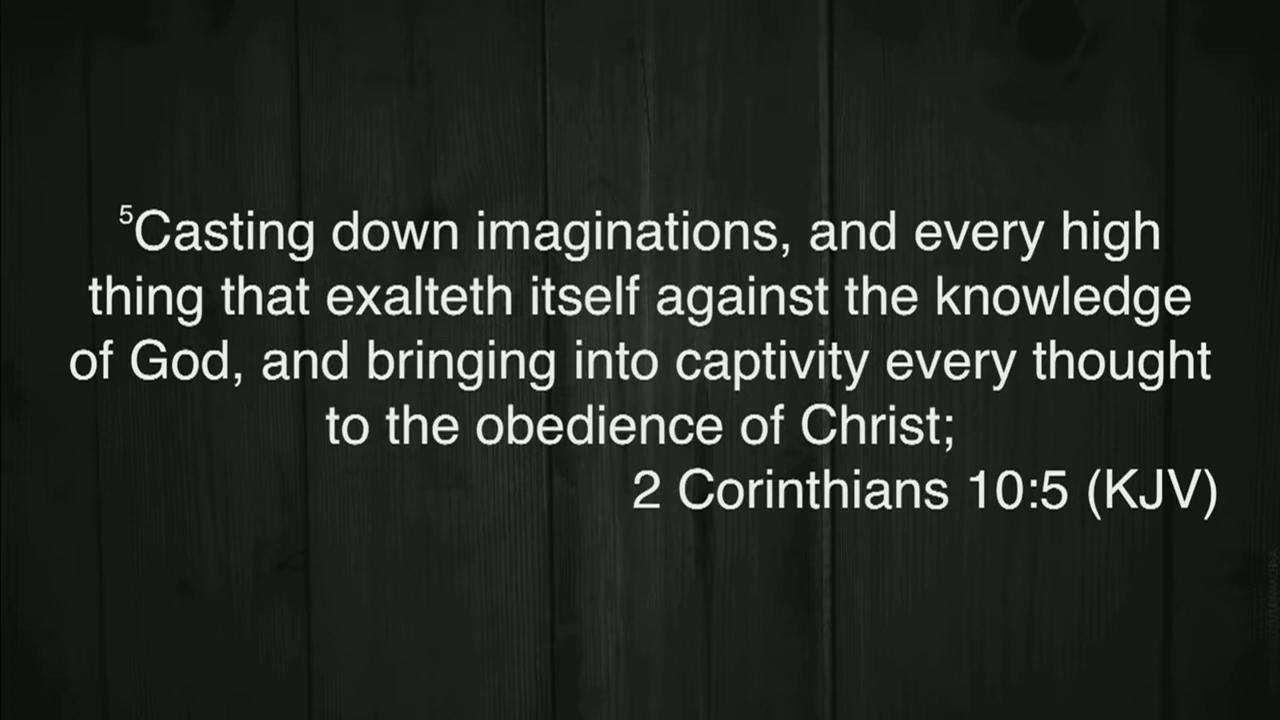 ⁵Casting down imaginations, and every high
thing that exalteth itself against the knowledge
of God, and bringing into captivity every thought
to the obedience of Christ;
2 Corinthians 10:5 (KJV)